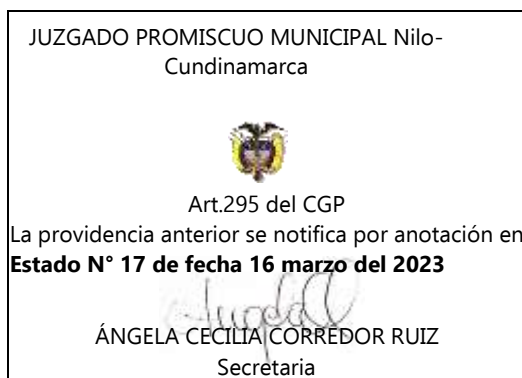 JUZGADO PROMISCUO MUNICIPAL Nilo-
Cundinamarca
Art.295 del CGP
La providencia anterior se notifica por anotación en
Estado N° 17 de fecha 16 marzo del 2023
ÁNGELA CECILIA CORREDOR RUIZ
Secretaria